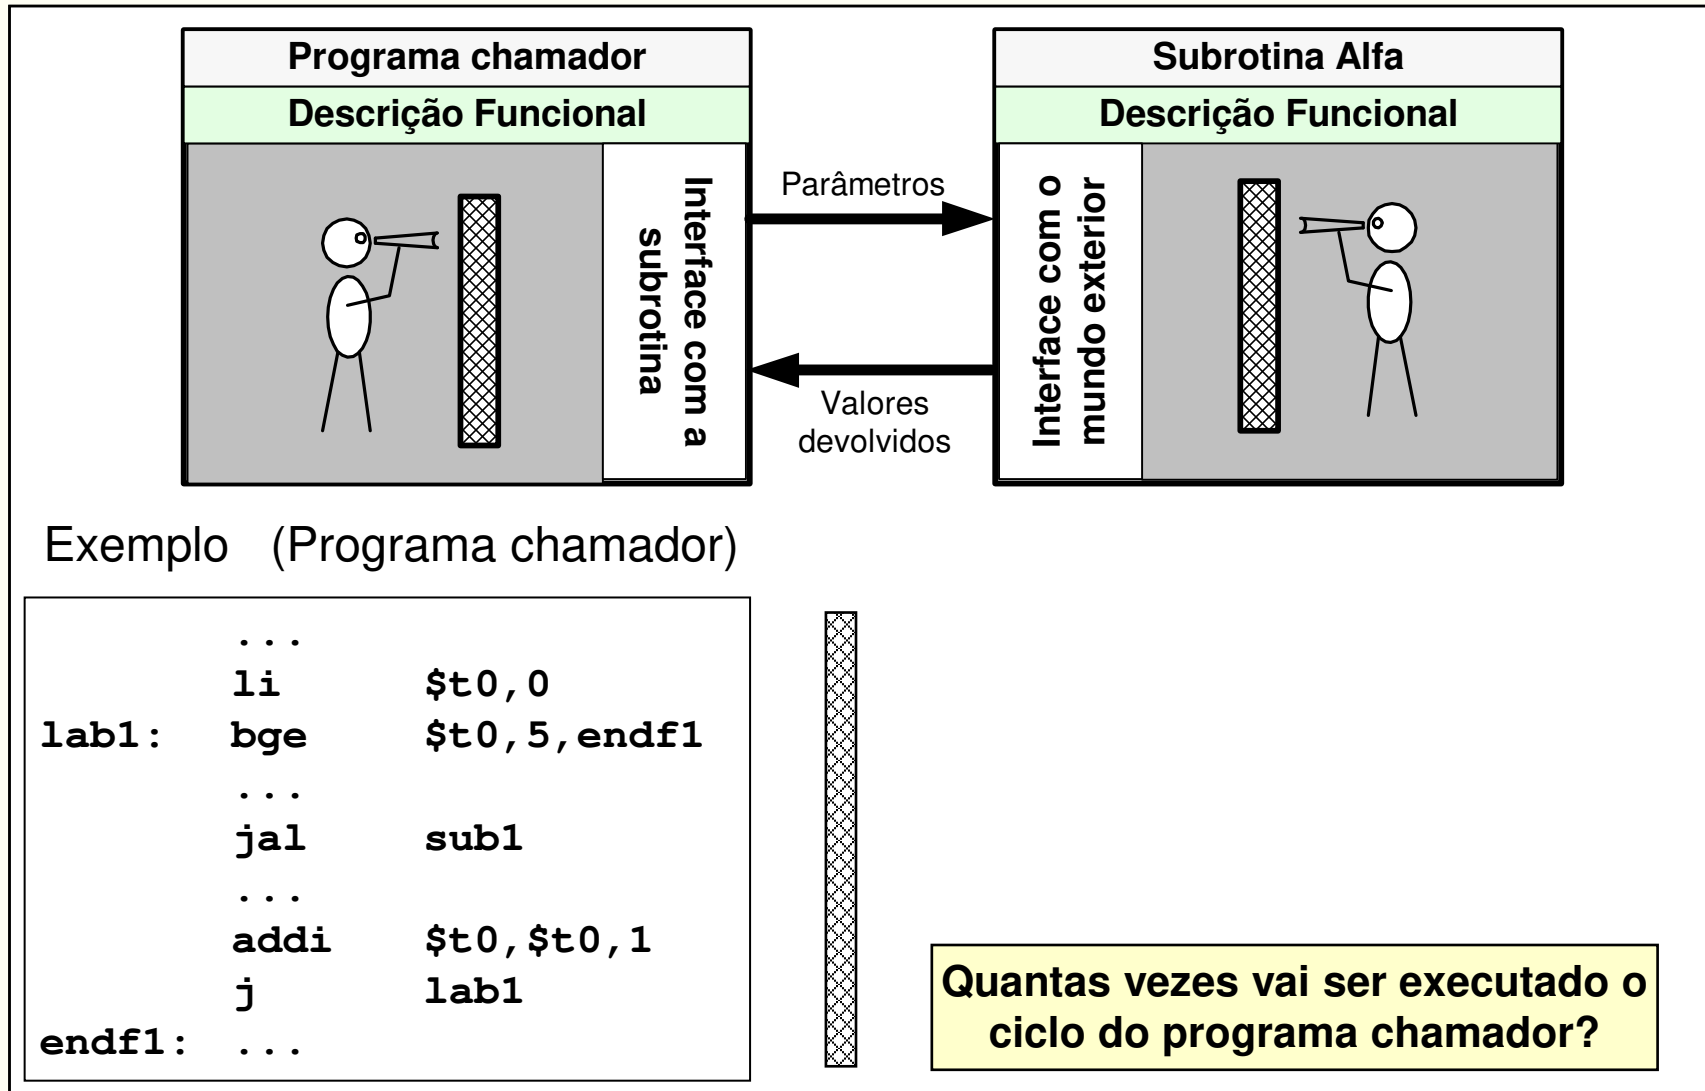 Programa chamador
Descrição Funcional
Interface com a
subrotina
Parâmetros
Valores
devolvidos
Subrotina Alfa
Descrição Funcional
Interface com o
mundo exterior
Exemplo (Programa chamador)
...
li $t0,0
lab1: bge $t0,5,endf1
...
jal sub1
...
addi $t0,$t0,1
j lab1
endf1: ...
Quantas vezes vai ser executado o
ciclo do programa chamador?